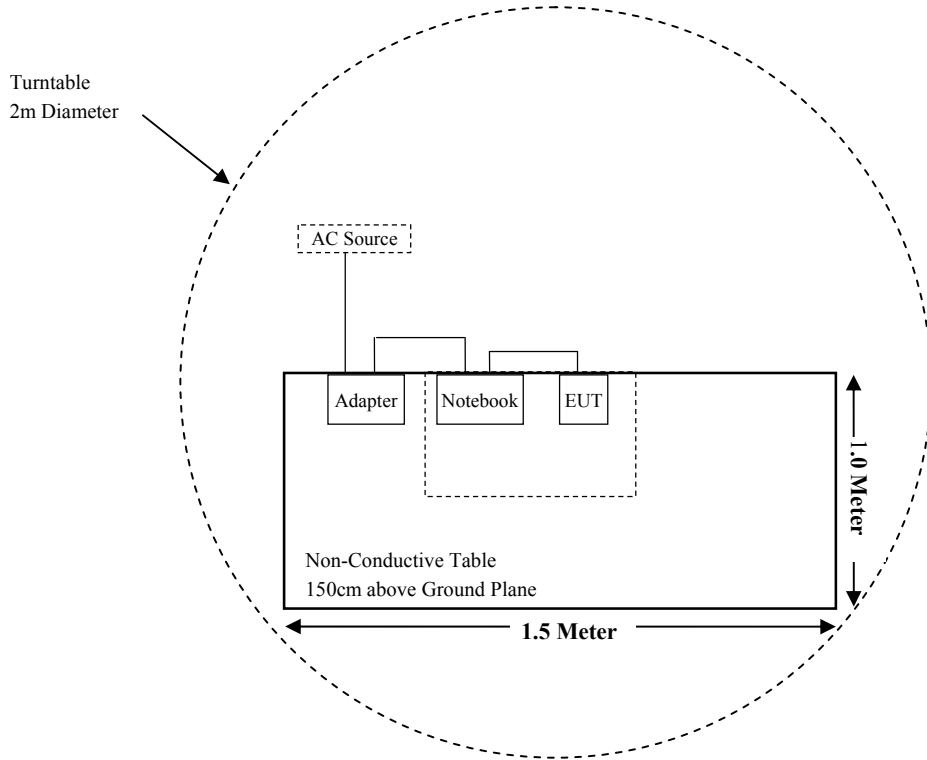 Turntable
2m Diameter
AC Source
Adapter
Notebook
EUT
1.0 Meter
Non-Conductive Table
150cm above Ground Plane
1.5 Meter